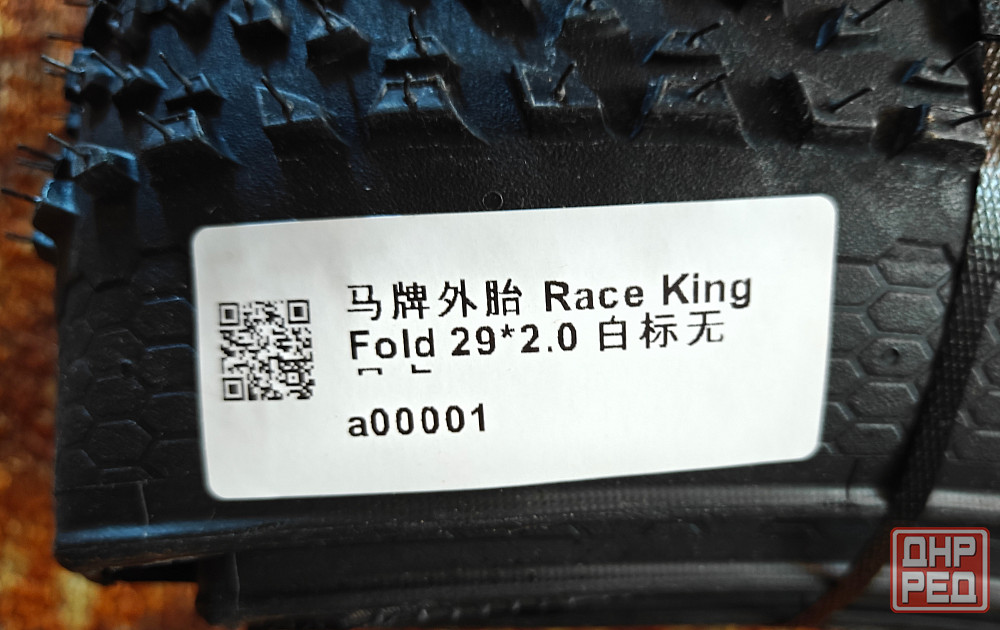 马牌外胎 Race King
Fold 29*2.0 白标无
a00001
ДНР
РЕД